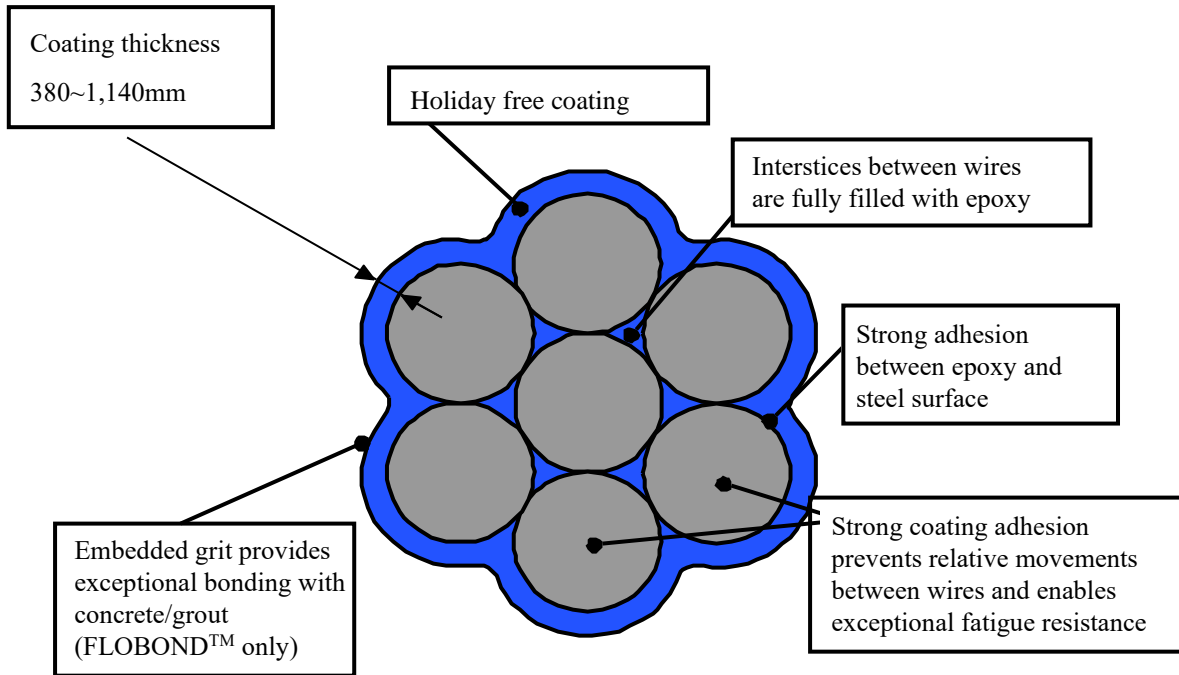 Coating thickness
380~1,140mm
Holiday free coating
Interstices between wires
are fully filled with epoxy
Strong adhesion
between epoxy and
steel surface
Embedded grit provides
exceptional bonding with
concrete/grout
(FLOBOND™ only)
Strong coating adhesion
prevents relative movements
between wires and enables
exceptional fatigue resistance